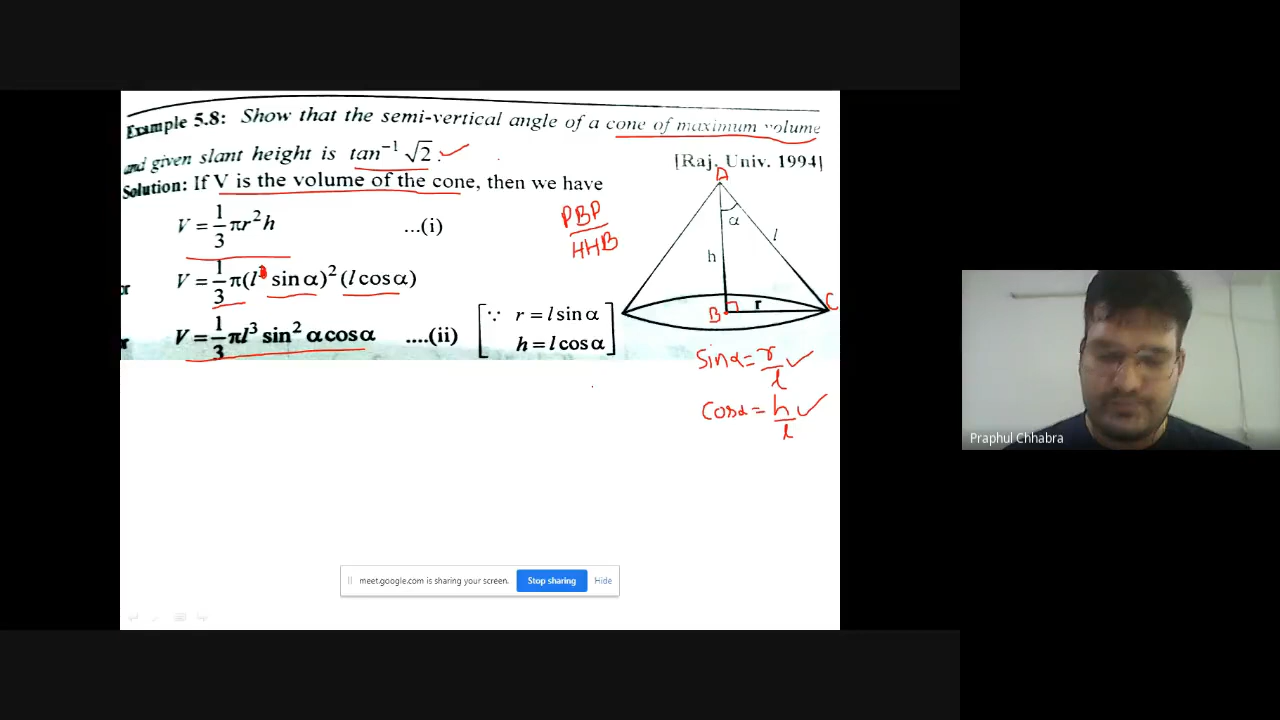 Example 5.8: Show that the semi-vertical angle of a cone of maximum volume
and given slant height is tan⁻¹ √2.
[Raj. Univ. 1994]
Solution: If V is the volume of the cone, then we have
V = 1/3 πr²h ...(i)
or V = 1/3 π(l sin α)² (l cos α)
r V = 1/3 πl³ sin² α cos α ....(ii) [∵ r = l sin α
h = l cos α]
PBP
HHB
A
α
l
h
r
B
C
sinα = r/l
cosα = h/l
Praphul Chhabra
meet.google.com is sharing your screen. Stop sharing Hide